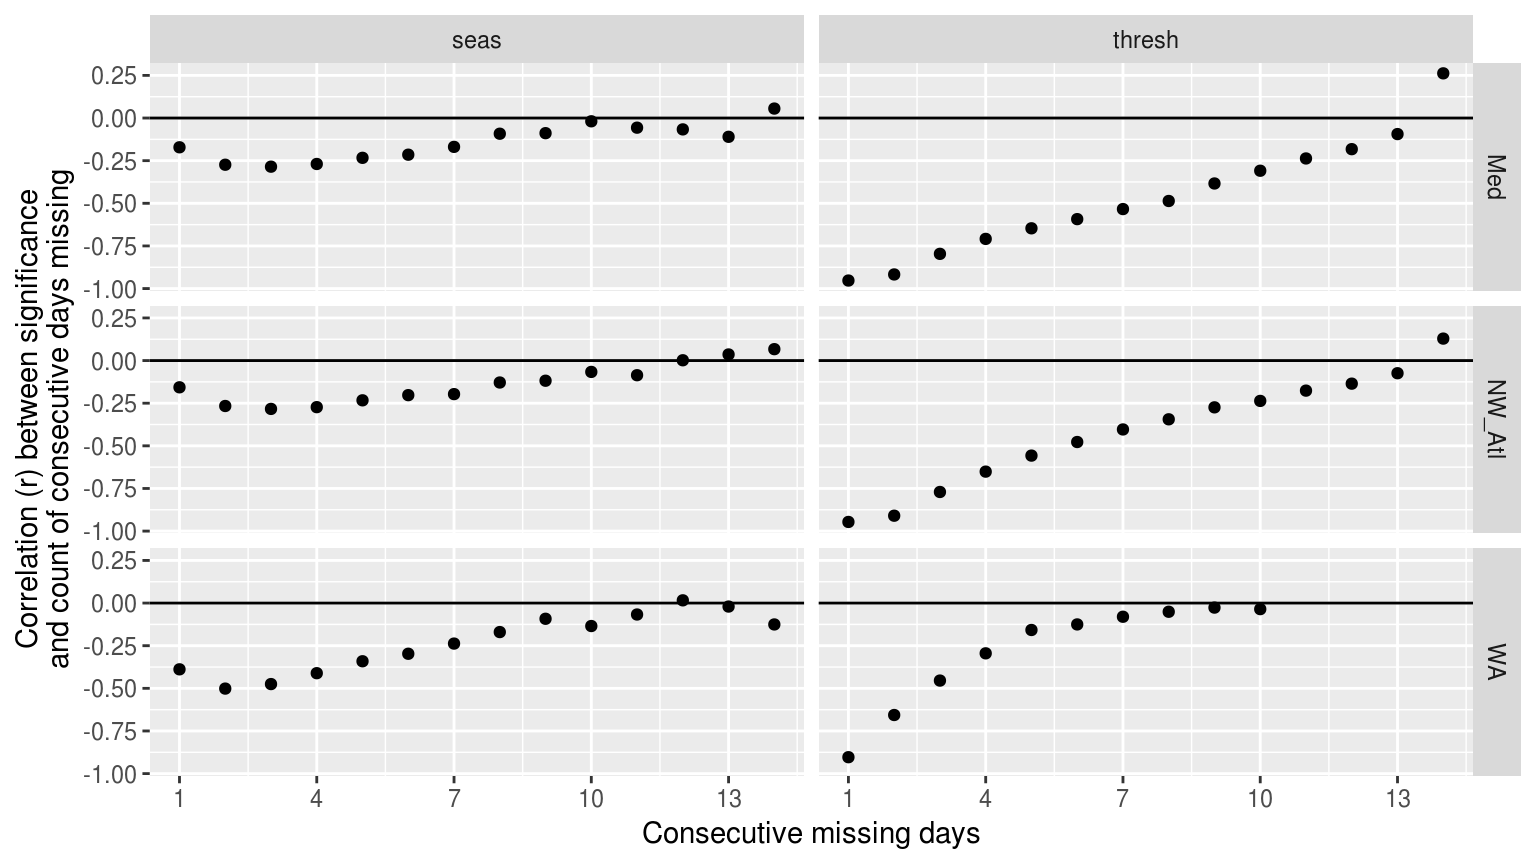 seas
thresh
0.25
0.00
-0.25
-0.50
-0.75
-1.00
Med
0.25
0.00
-0.25
-0.50
-0.75
-1.00
NW_Atl
0.25
0.00
-0.25
-0.50
-0.75
-1.00
WA
1 4 7 10 13
1 4 7 10 13
Consecutive missing days
Correlation (r) between significance
and count of consecutive days missing